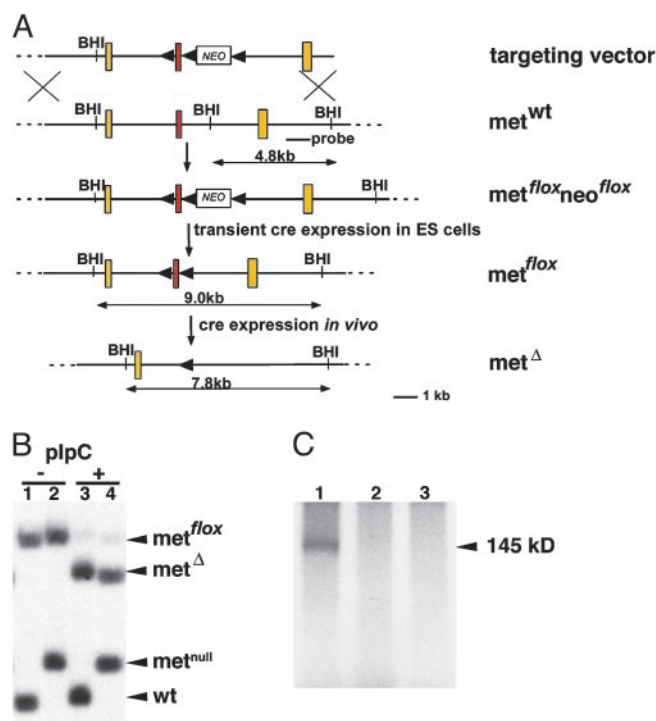 A
BHI NEO targeting vector
BHI BHI BHI met^wt
probe
4.8kb
BHI NEO BHI met^flox neo^flox
transient cre expression in ES cells
BHI BHI met^flox
9.0kb
cre expression in vivo
BHI BHI met^Δ
7.8kb
1 kb
B pIpC
- +
1 2 3 4
met^flox
met^Δ
met^null
wt
C
1 2 3
145 kD